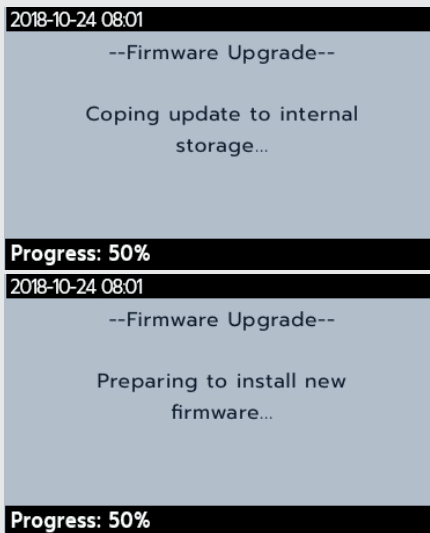 2018-10-24 08:01
--Firmware Upgrade--
Coping update to internal
storage...
Progress: 50%
2018-10-24 08:01
--Firmware Upgrade--
Preparing to install new
firmware...
Progress: 50%